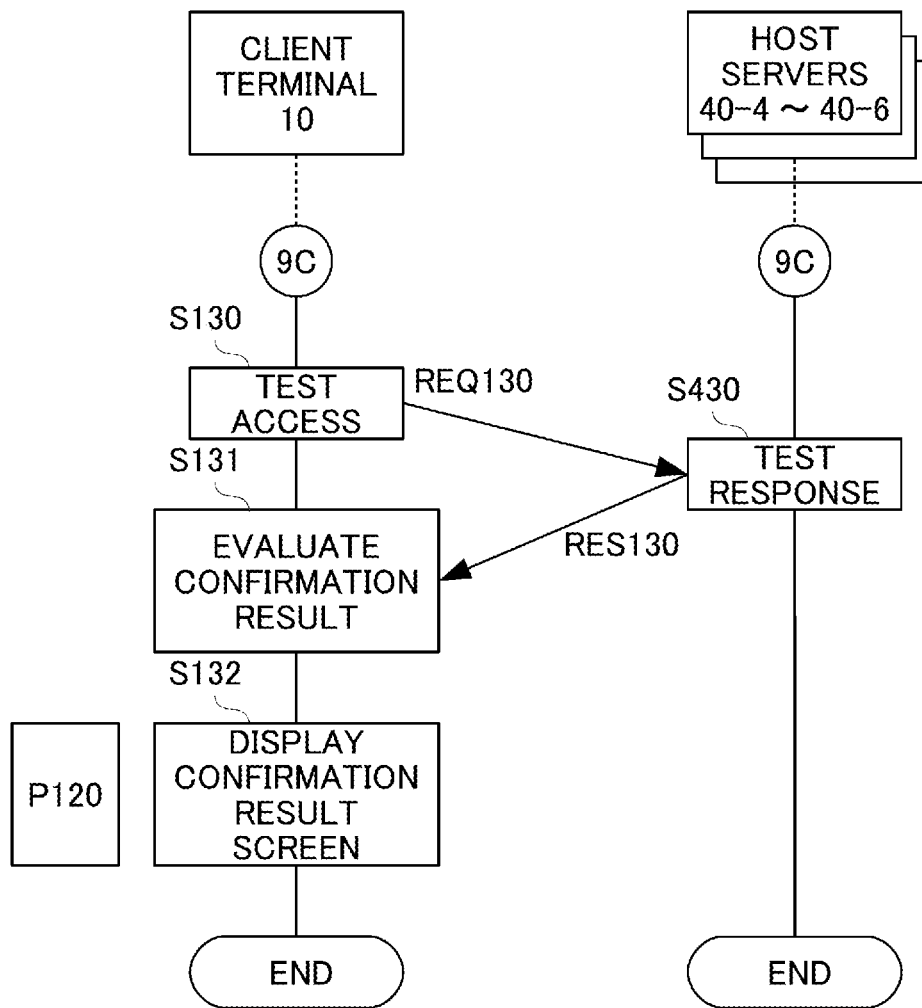 CLIENT
TERMINAL
10
HOST
SERVERS
40-4 ～ 40-6
9C
9C
S130
TEST
ACCESS
REQ130
S430
TEST
RESPONSE
S131
EVALUATE
CONFIRMATION
RESULT
RES130
S132
P120
DISPLAY
CONFIRMATION
RESULT
SCREEN
END
END